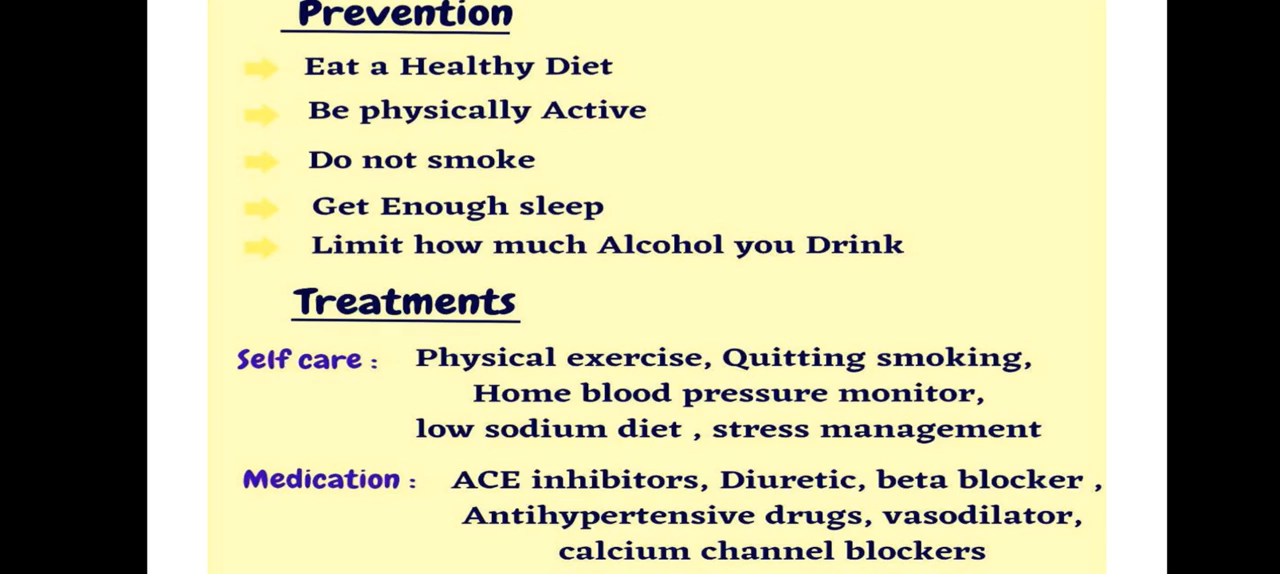 Prevention
Eat a Healthy Diet
Be physically Active
Do not smoke
Get Enough sleep
Limit how much Alcohol you Drink
Treatments
Self care : Physical exercise, Quitting smoking,
Home blood pressure monitor,
low sodium diet , stress management
Medication : ACE inhibitors, Diuretic, beta blocker ,
Antihypertensive drugs, vasodilator,
calcium channel blockers